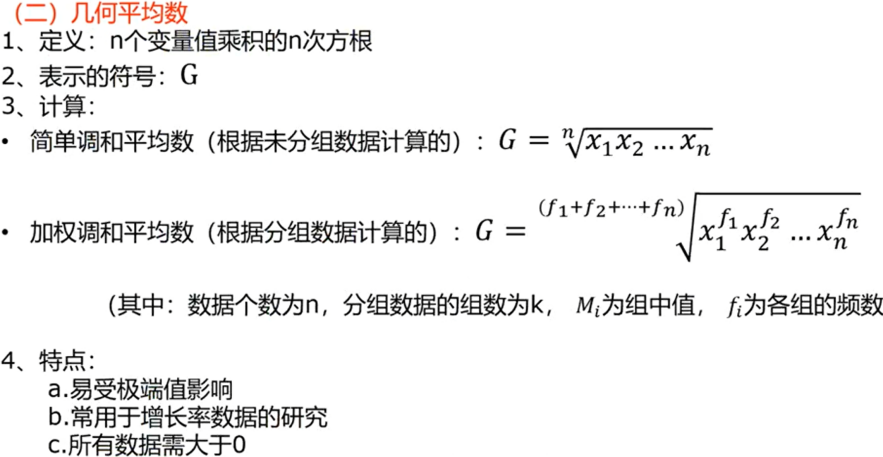 （二）几何平均数
1、定义：n个变量值乘积的n次方根
2、表示的符号：G
3、计算：
• 简单调和平均数（根据未分组数据计算的）：$G = \sqrt[n]{x_1 x_2 \dots x_n}$
• 加权调和平均数（根据分组数据计算的）：$G = \sqrt[(f_1+f_2+\cdots+f_n)]{x_1^{f_1} x_2^{f_2} \dots x_n^{f_n}}$
(其中：数据个数为n，分组数据的组数为k， $M_i$为组中值， $f_i$为各组的频数
4、特点：
a.易受极端值影响
b.常用于增长率数据的研究
c.所有数据需大于0